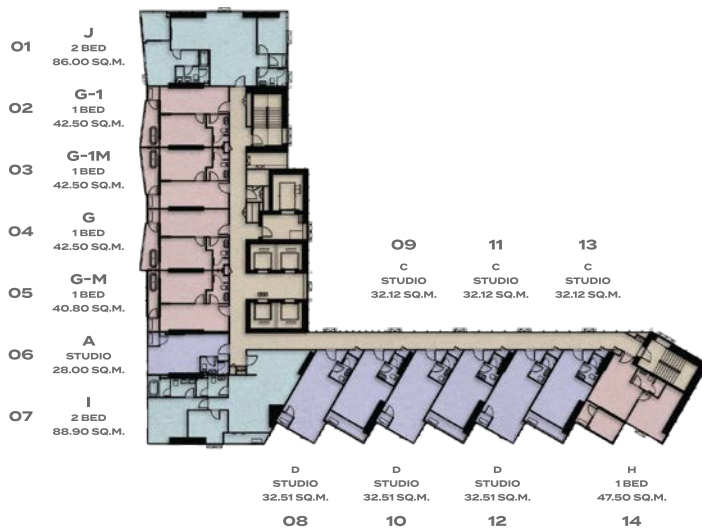 01
J
2 BED
86.00 SQ.M.
02
G-1
1 BED
42.50 SQ.M.
03
G-1M
1 BED
42.50 SQ.M.
04
G
1 BED
42.50 SQ.M.
05
G-M
1 BED
40.80 SQ.M.
06
A
STUDIO
28.00 SQ.M.
07
I
2 BED
88.90 SQ.M.
09
C
STUDIO
32.12 SQ.M.
11
C
STUDIO
32.12 SQ.M.
13
C
STUDIO
32.12 SQ.M.
D
STUDIO
32.51 SQ.M.
08
D
STUDIO
32.51 SQ.M.
10
D
STUDIO
32.51 SQ.M.
12
H
1 BED
47.50 SQ.M.
14